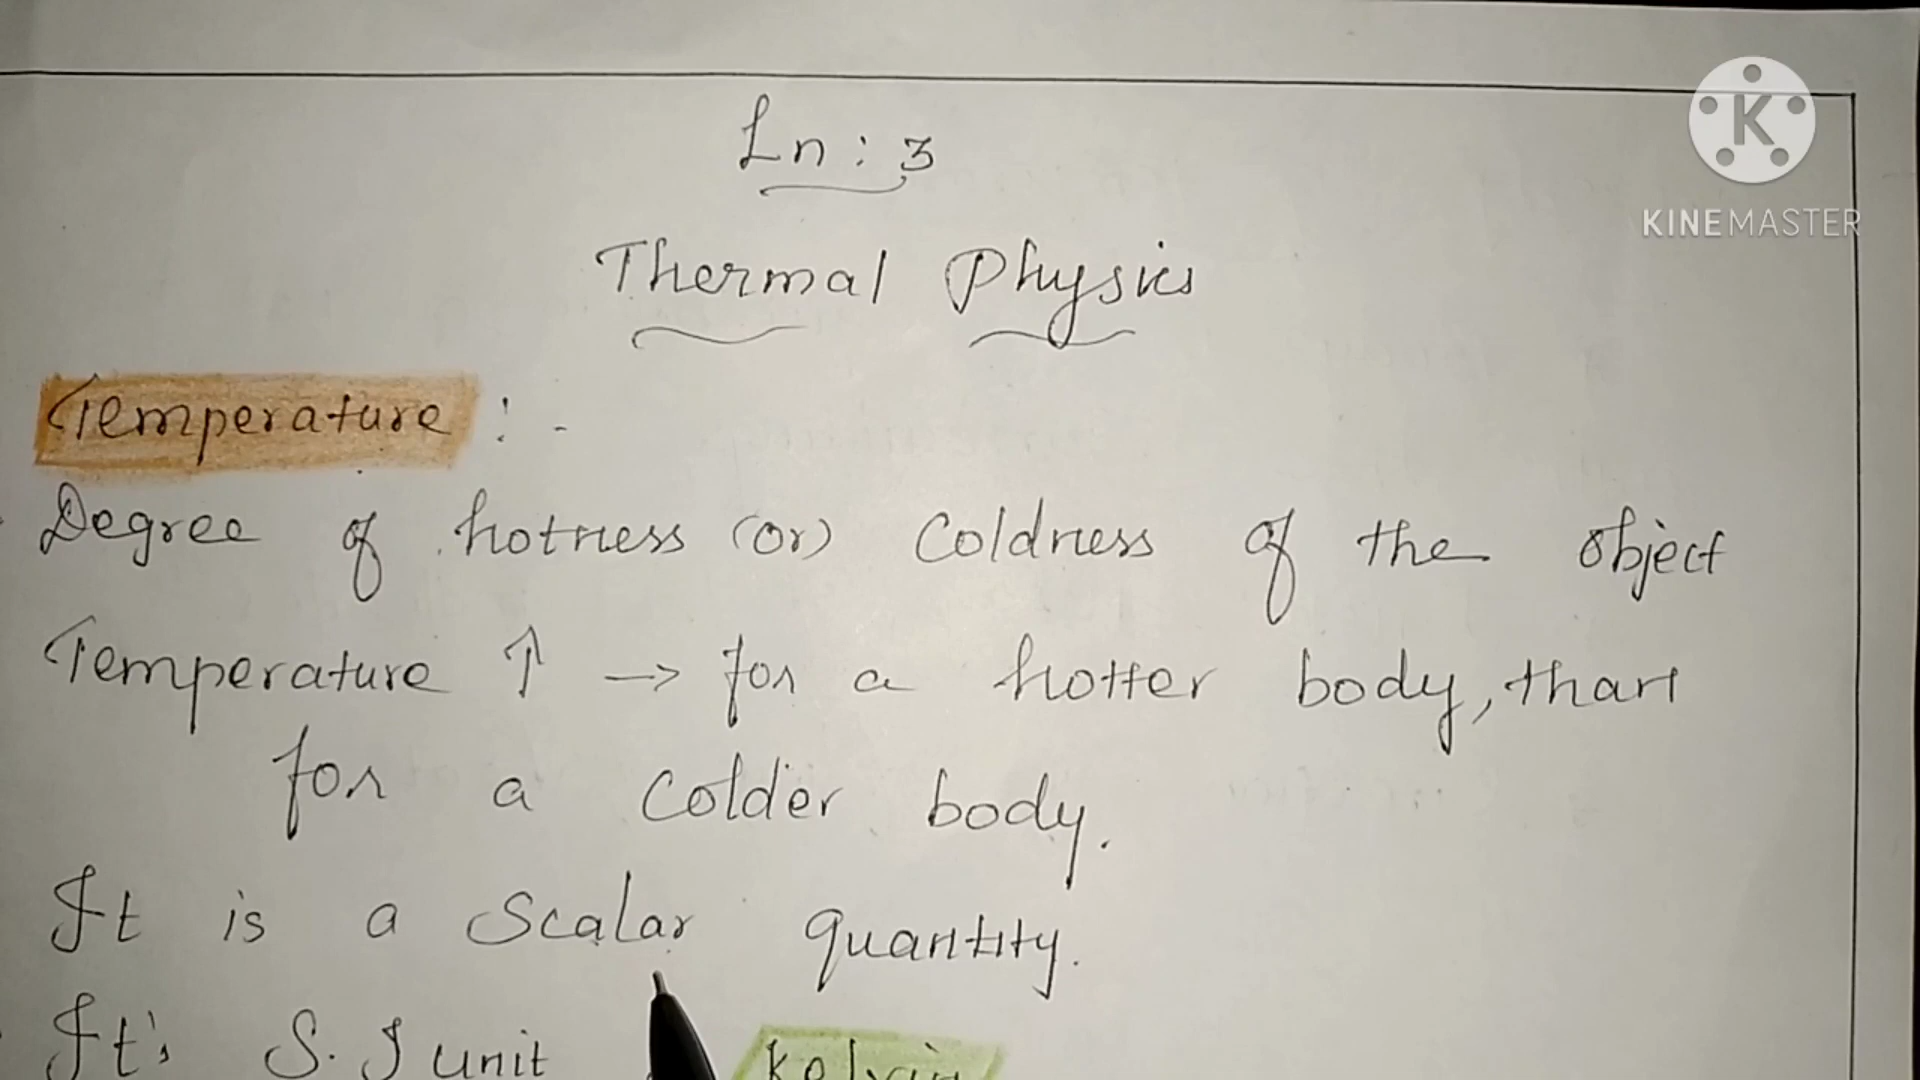 Ln : 3
K
KINEMASTER
Thermal Physics
Temperature : -
Degree of hotness (or) Coldness of the object
Temperature ↑ → for a hotter body, than
for a Colder body.
It is a Scalar quantity.
It's S. I unit Kelvin